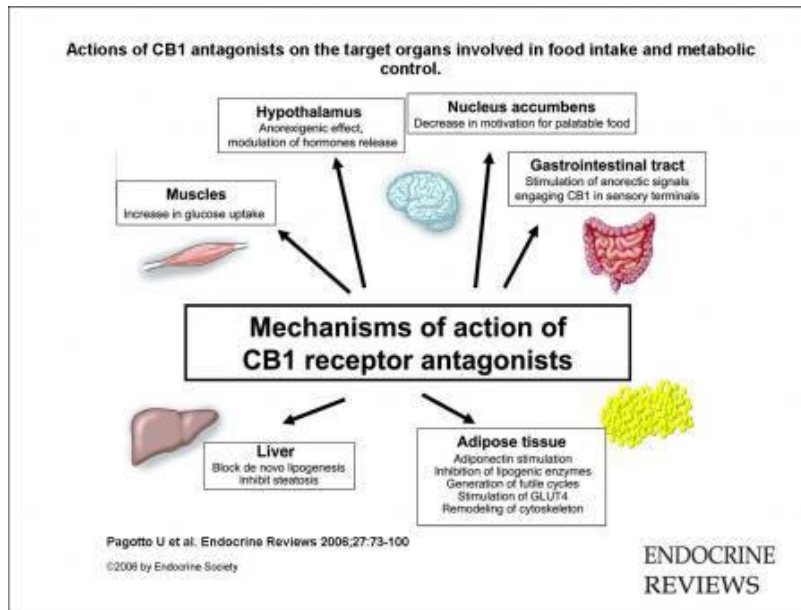 Actions of CB1 antagonists on the target organs involved in food intake and metabolic
control.
Hypothalamus
Anorexigenic effect,
modulation of hormones release
Nucleus accumbens
Decrease in motivation for palatable food
Muscles
Increase in glucose uptake
Gastrointestinal tract
Stimulation of anorectic signals
engaging CB1 in sensory terminals
Mechanisms of action of
CB1 receptor antagonists
Liver
Block de novo lipogenesis
Inhibit steatosis
Adipose tissue
Adiponectin stimulation
Inhibition of lipogenic enzymes
Generation of futile cycles
Stimulation of GLUT4
Remodeling of cytoskeleton
Pagotto U et al. Endocrine Reviews 2006;27:73-100
©2006 by Endocrine Society
ENDOCRINE
REVIEWS